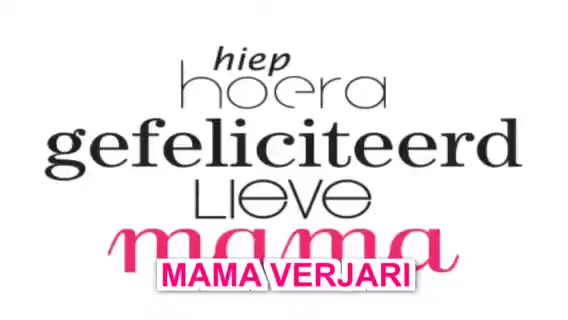 hiep
hoera
gefeliciteerd
LIEVE
mama
MAMA VERJARI